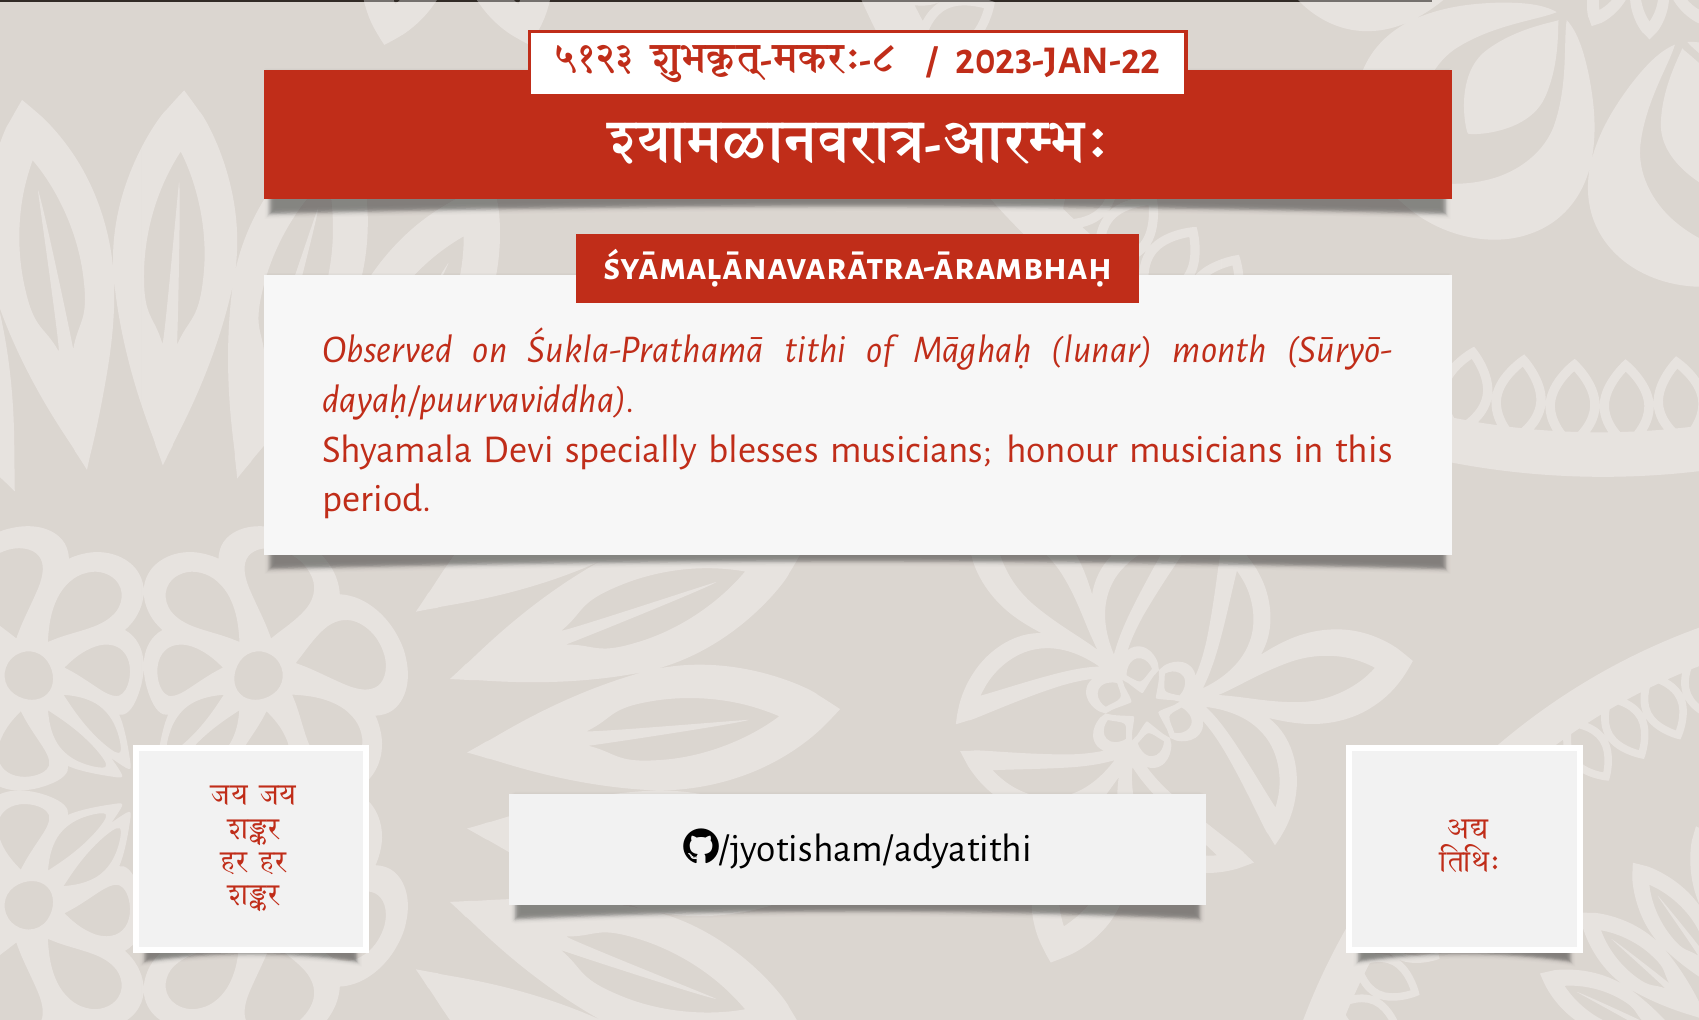 ५१२३ शुभकृत्-मकरः-८ / 2023-JAN-22
श्यामळानवरात्र-आरम्भः
ŚYĀMAḶĀNAVARĀTRA-ĀRAMBHAḤ
Observed on Śukla-Prathamā tithi of Māghaḥ (lunar) month (Sūryō-
dayaḥ/puurvaviddha).
Shyamala Devi specially blesses musicians; honour musicians in this
period.
जय जय
शङ्कर
हर हर
शङ्कर
/jyotisham/adyatithi
अद्य
तिथिः